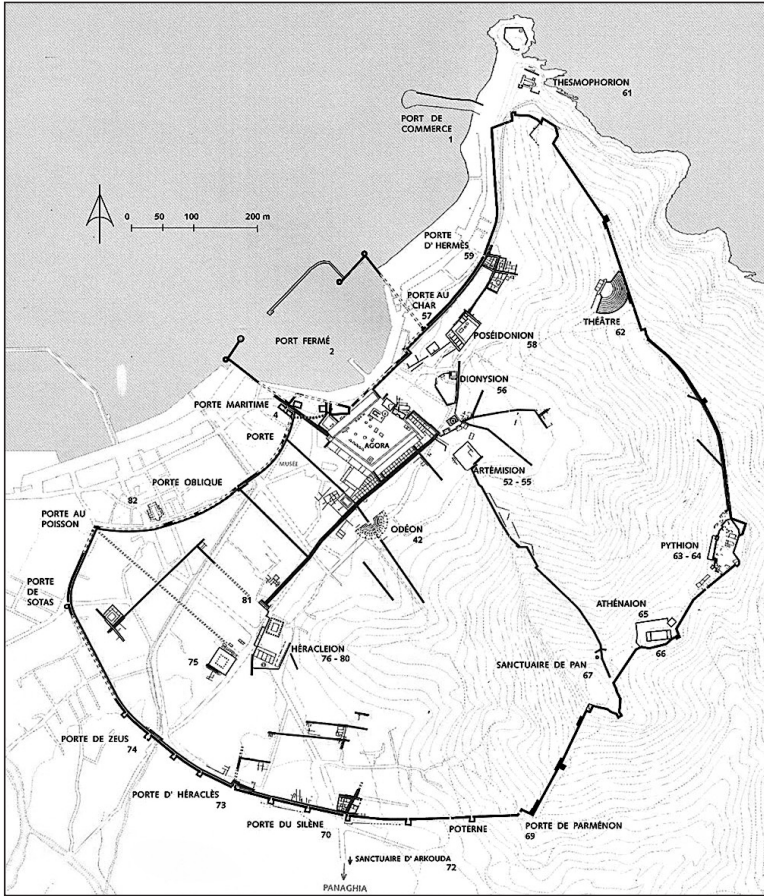 THESMOPHORION
61
PORT DE
COMMERCE
1
0 50 100 200 m
PORTE
D' HERMÈS
59
PORTE AU
CHAR
57
THÉÂTRE
62
PORT FERMÉ
2
POSÉIDONION
58
DIONYSION
56
PORTE MARITIME
4
PORTE
AGORA
MUSÉE
ARTÉMISION
52 - 55
PORTE OBLIQUE
82
PORTE AU
POISSON
ODÉON
42
PYTHION
63 - 64
PORTE
DE
SOTAS
81
ATHÉNAION
65
66
HÉRACLEION
76 - 80
75
SANCTUAIRE DE PAN
67
PORTE DE ZEUS
74
PORTE D' HÉRACLÈS
73
PORTE DU SILÈNE
70
POTERNE
PORTE DE PARMÉNON
69
SANCTUAIRE D'ARKOUDA
72
PANAGHIA